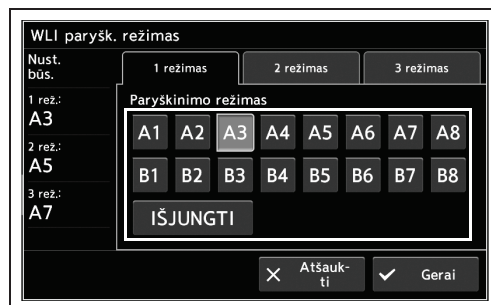 WLI paryšk. režimas
Nust.
būs.
1 rež.:
A3
2 rež.:
A5
3 rež.:
A7
1 režimas 2 režimas 3 režimas
Paryškinimo režimas
A1 A2 A3 A4 A5 A6 A7 A8
B1 B2 B3 B4 B5 B6 B7 B8
IŠJUNGTI
Atšauk-
ti
Gerai